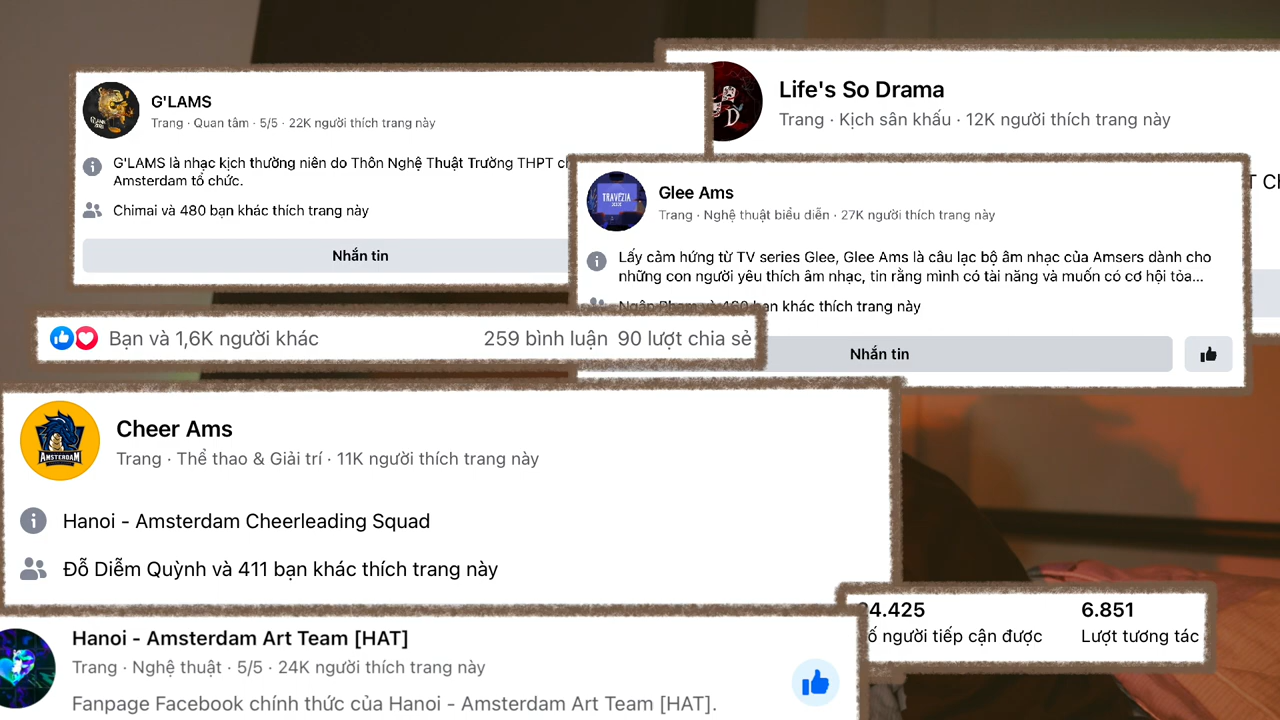 G'LAMS
Trang · Quan tâm · 5/5 · 22K người thích trang này
G'LAMS là nhạc kịch thường niên do Thôn Nghệ Thuật Trường THPT
Amsterdam tổ chức.
Chimai và 480 bạn khác thích trang này
Nhắn tin
Life's So Drama
Trang · Kịch sân khấu · 12K người thích trang này
Glee Ams
Trang · Nghệ thuật biểu diễn · 27K người thích trang này
Lấy cảm hứng từ TV series Glee, Glee Ams là câu lạc bộ âm nhạc của Amsers dành cho
những con người yêu thích âm nhạc, tin rằng mình có tài năng và muốn có cơ hội tỏa...
khác thích trang này
Nhắn tin
TRAVEZIA
Bạn và 1,6K người khác
259 bình luận 90 lượt chia sẻ
AMSTERDAM
Cheer Ams
Trang · Thể thao & Giải trí · 11K người thích trang này
Hanoi - Amsterdam Cheerleading Squad
Đỗ Diễm Quỳnh và 411 bạn khác thích trang này
Hanoi - Amsterdam Art Team [HAT]
Trang · Nghệ thuật · 5/5 · 24K người thích trang này
Fanpage Facebook chính thức của Hanoi - Amsterdam Art Team [HAT].
6.851
người tiếp cận được
Lượt tương tác